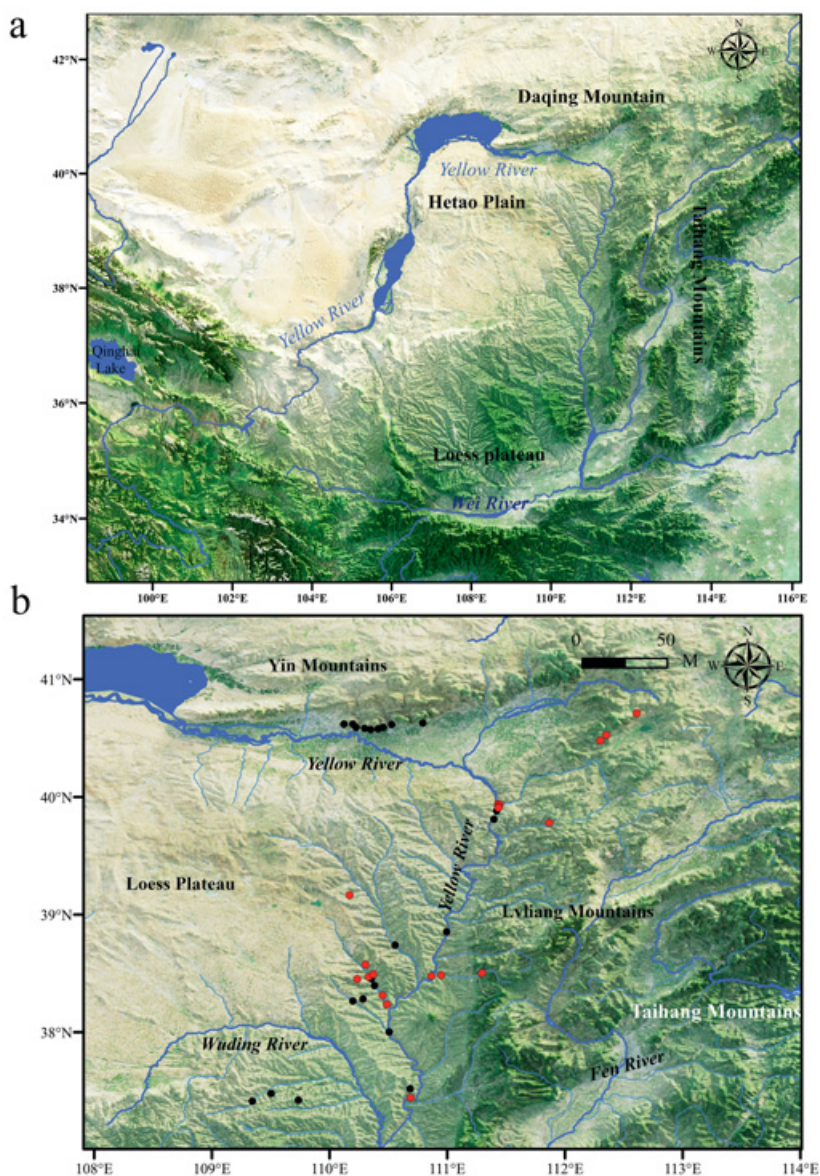 a
N
W E
S
42°N
40°N
38°N
36°N
34°N
Daqing Mountain
Yellow River
Hetao Plain
Taihang Mountains
Yellow River
Qinghai
Lake
Loess plateau
Wei River
100°E 102°E 104°E 106°E 108°E 110°E 112°E 114°E 116°E
b
N
W E
S
0 50
M
41°N
40°N
39°N
38°N
Yin Mountains
Yellow River
Yellow River
Loess Plateau
Lvliang Mountains
Taihang Mountains
Wuding River
Fen River
108°E 109°E 110°E 111°E 112°E 113°E 114°E